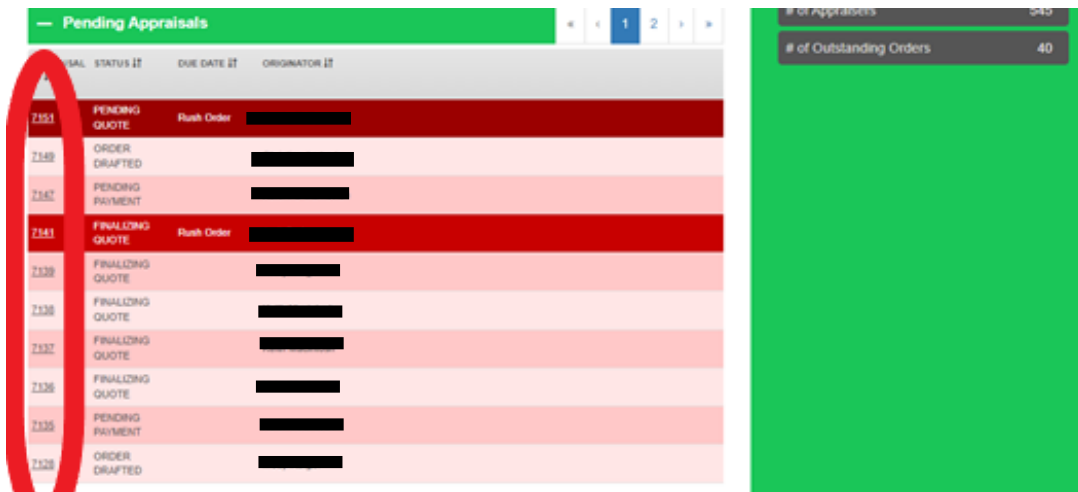 — Pending Appraisals
« ‹ 1 2 › »
# of Appraisers 545
# of Outstanding Orders 40
STATUS DUE DATE ORIGINATOR
7151 PENDING QUOTE Rush Order
7149 ORDER DRAFTED
7147 PENDING PAYMENT
7141 FINALIZING QUOTE Rush Order
7139 FINALIZING QUOTE
7138 FINALIZING QUOTE
7137 FINALIZING QUOTE
7136 FINALIZING QUOTE
7135 PENDING PAYMENT
7128 ORDER DRAFTED